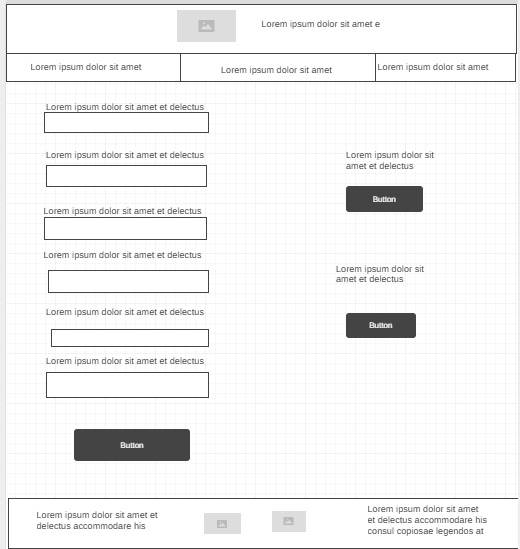 Lorem ipsum dolor sit amet e
Lorem ipsum dolor sit amet
Lorem ipsum dolor sit amet
Lorem ipsum dolor sit amet
Lorem ipsum dolor sit amet et delectus
Lorem ipsum dolor sit amet et delectus
Lorem ipsum dolor sit amet et delectus
Lorem ipsum dolor sit amet et delectus
Lorem ipsum dolor sit amet et delectus
Lorem ipsum dolor sit amet et delectus
Button
Lorem ipsum dolor sit
amet et delectus
Button
Lorem ipsum dolor sit
amet et delectus
Button
Lorem ipsum dolor sit amet et
delectus accommodare his
Lorem ipsum dolor sit amet
et delectus accommodare his
consul copiosae legendos at